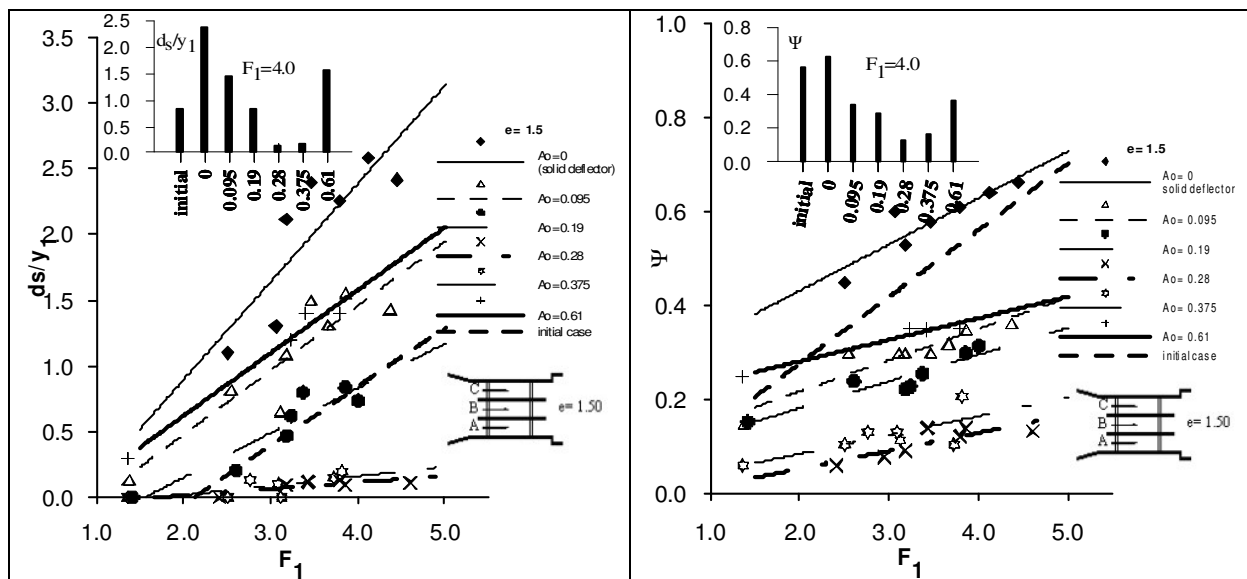 3.5
3.0
2.5
2.0
1.5
1.0
0.5
0.0
ds/y1
1.0 2.0 3.0 4.0 5.0
F1
2.5
2.0
1.5
1.0
0.5
0.0
ds/y1
F1=4.0
initial 0 0.095 0.19 0.28 0.375 0.61
e= 1.5
Ao=0
(solid deflector)
Ao=0.095
Ao=0.19
Ao=0.28
Ao=0.375
Ao=0.61
initial case
C
B
A
e= 1.50
1.0
0.8
0.6
0.4
0.2
0.0
Ψ
1.0 2.0 3.0 4.0 5.0
F1
0.8
0.6
0.4
0.2
0.0
Ψ
F1=4.0
initial 0 0.095 0.19 0.28 0.375 0.61
e= 1.5
Ao= 0
solid deflector
Ao= 0.095
Ao= 0.19
Ao= 0.28
Ao= 0.375
Ao= 0.61
initial case
C
B
A
e= 1.50